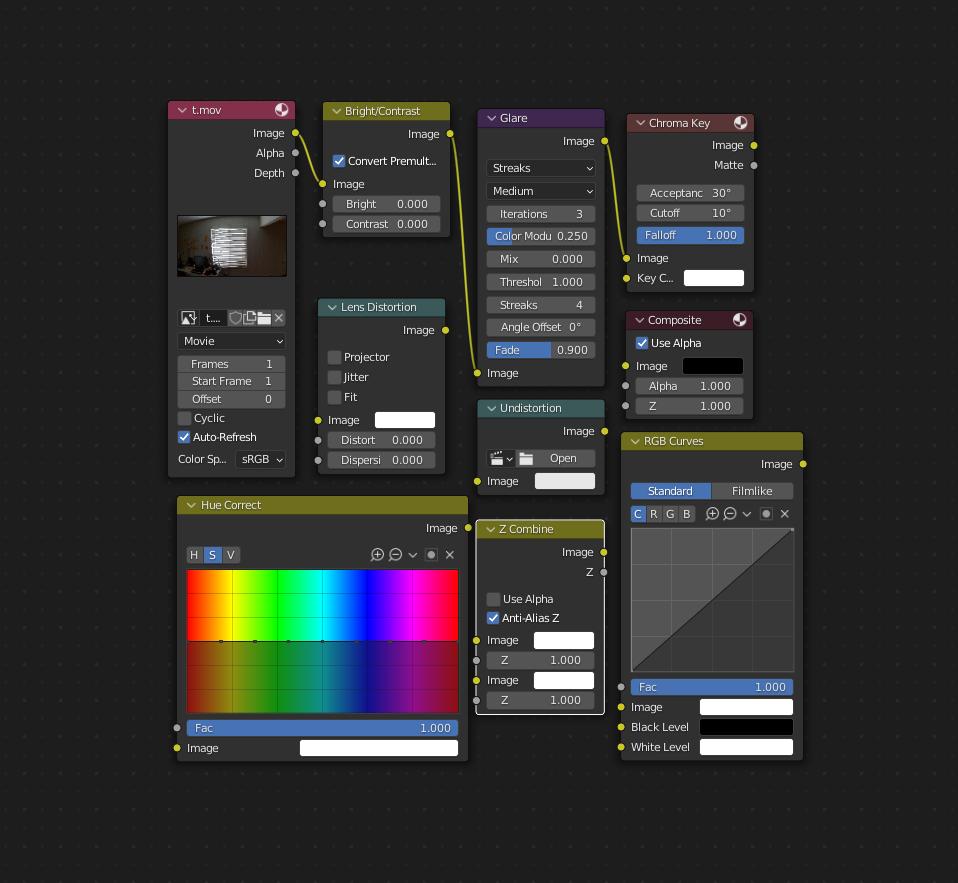 t.mov
Image
Alpha
Depth
t....
Movie
Frames 1
Start Frame 1
Offset 0
Cyclic
Auto-Refresh
Color Sp... sRGB
Bright/Contrast
Image
Convert Premult...
Image
Bright 0.000
Contrast 0.000
Lens Distortion
Image
Projector
Jitter
Fit
Image
Distort 0.000
Dispersi 0.000
Glare
Image
Streaks
Medium
Iterations 3
Color Modu 0.250
Mix 0.000
Threshol 1.000
Streaks 4
Angle Offset 0°
Fade 0.900
Image
Undistortion
Image
Open
Image
Chroma Key
Image
Matte
Acceptanc 30°
Cutoff 10°
Falloff 1.000
Image
Key C...
Composite
Use Alpha
Image
Alpha 1.000
Z 1.000
Hue Correct
Image
H S V
Fac 1.000
Image
Z Combine
Image
Z
Use Alpha
Anti-Alias Z
Image
Z 1.000
Image
Z 1.000
RGB Curves
Image
Standard Filmlike
C R G B
Fac 1.000
Image
Black Level
White Level